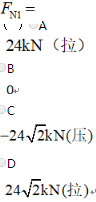 F_{N1} =
( ) A
24kN（拉）
B
0
C
-24√2kN(压)
D
24√2kN(拉)